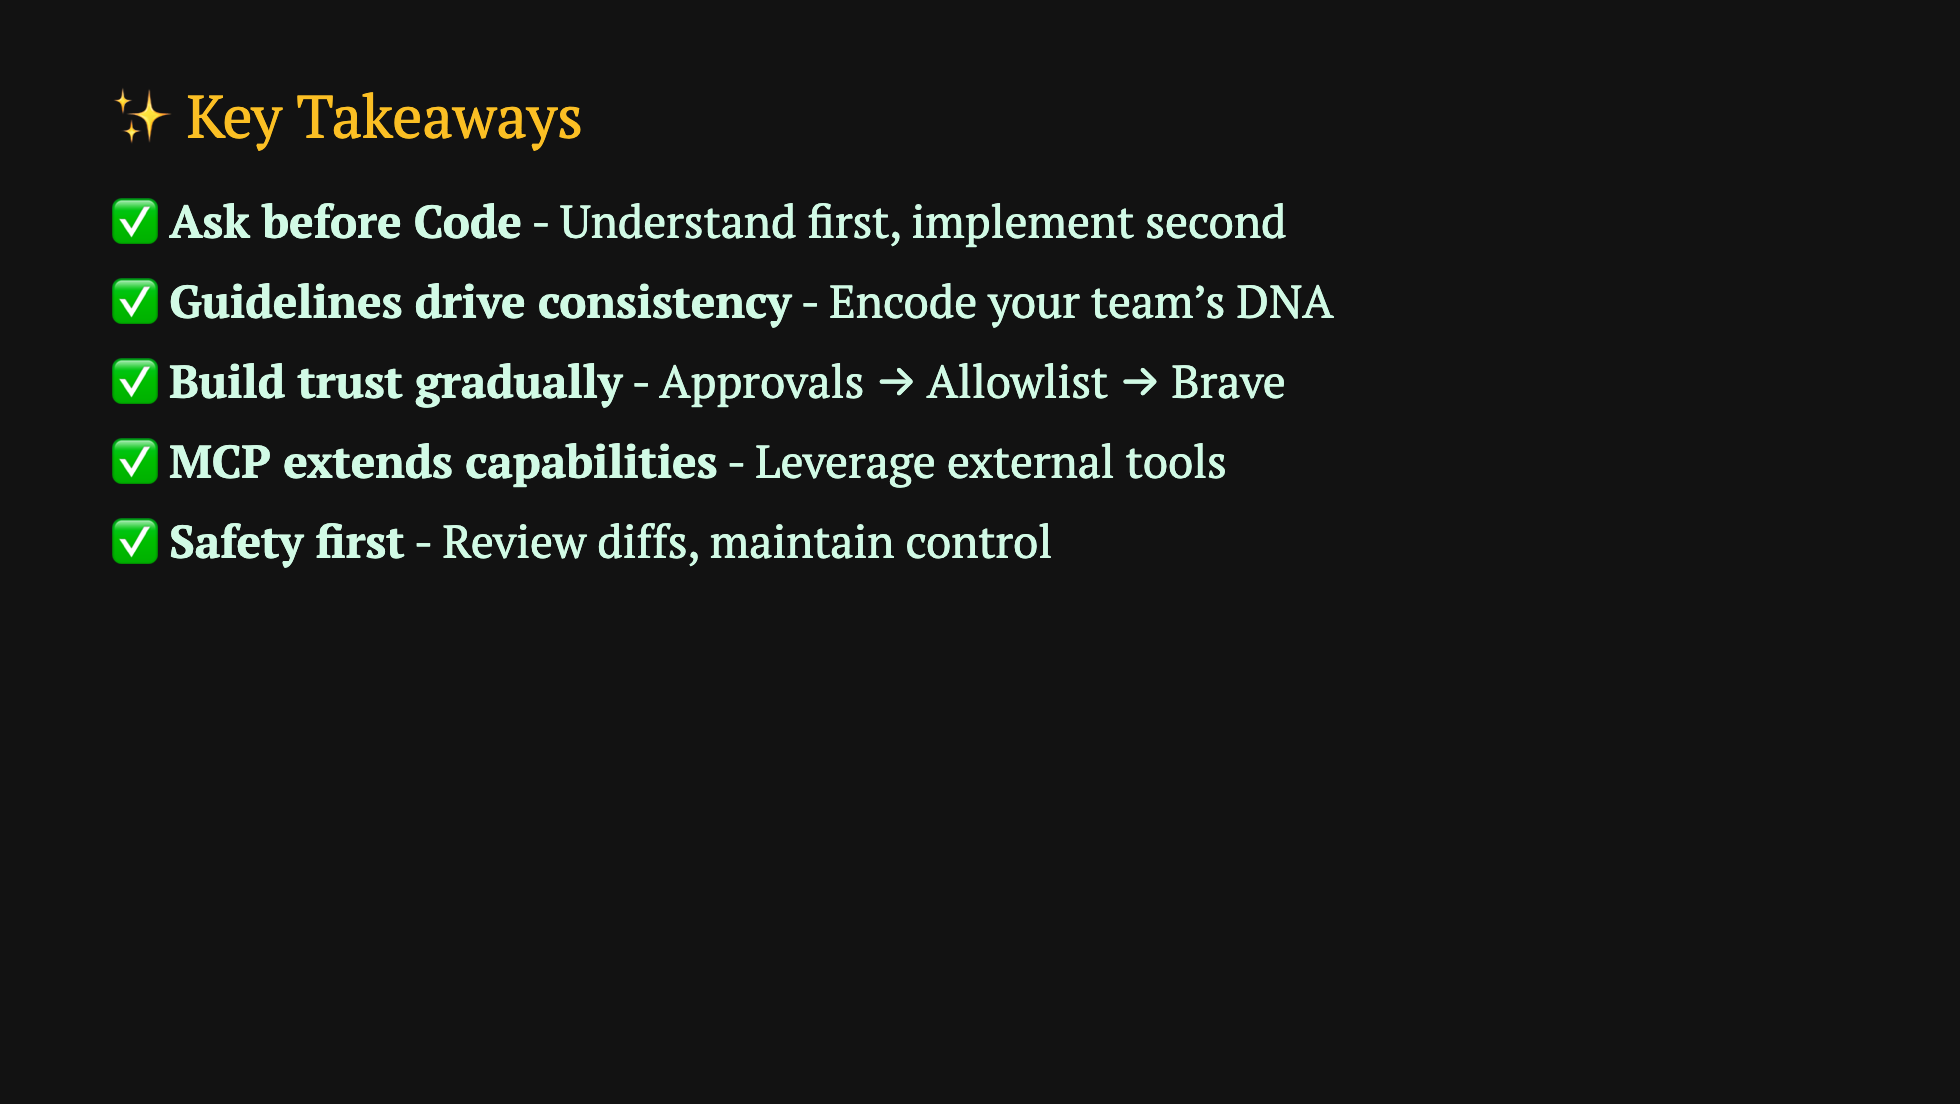 ✨ Key Takeaways
✅ Ask before Code - Understand first, implement second
✅ Guidelines drive consistency - Encode your team’s DNA
✅ Build trust gradually - Approvals → Allowlist → Brave
✅ MCP extends capabilities - Leverage external tools
✅ Safety first - Review diffs, maintain control